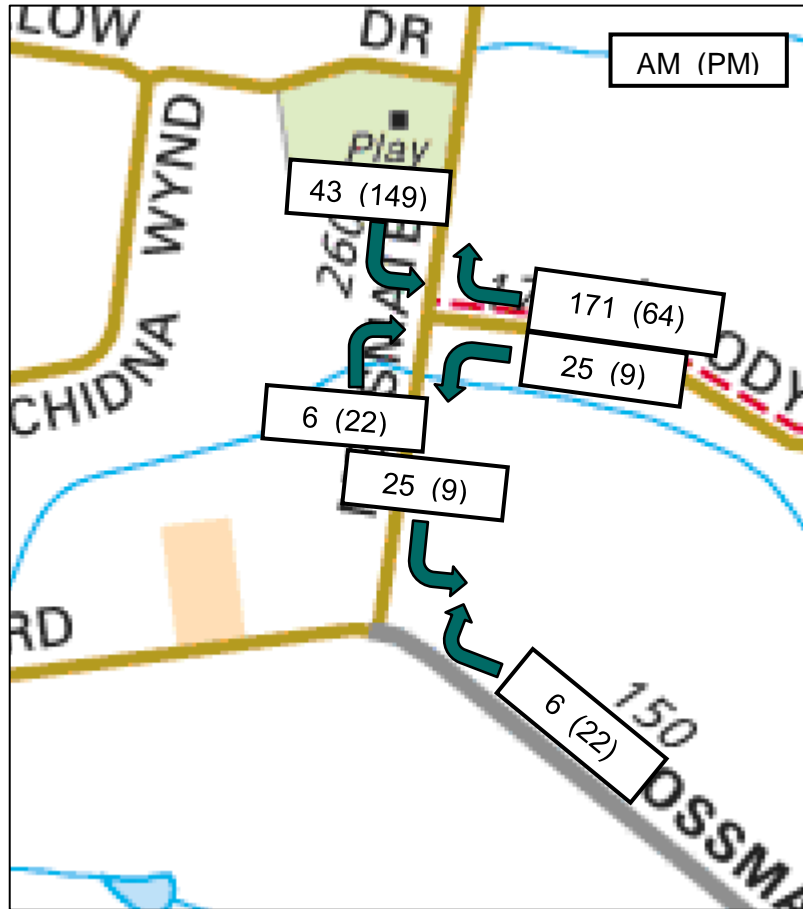 LOW
DR
AM (PM)
WYND
Play
43 (149)
260
171 (64)
ODY
25 (9)
CHIDNA
6 (22)
25 (9)
RD
6 (22)
150
OSSMA